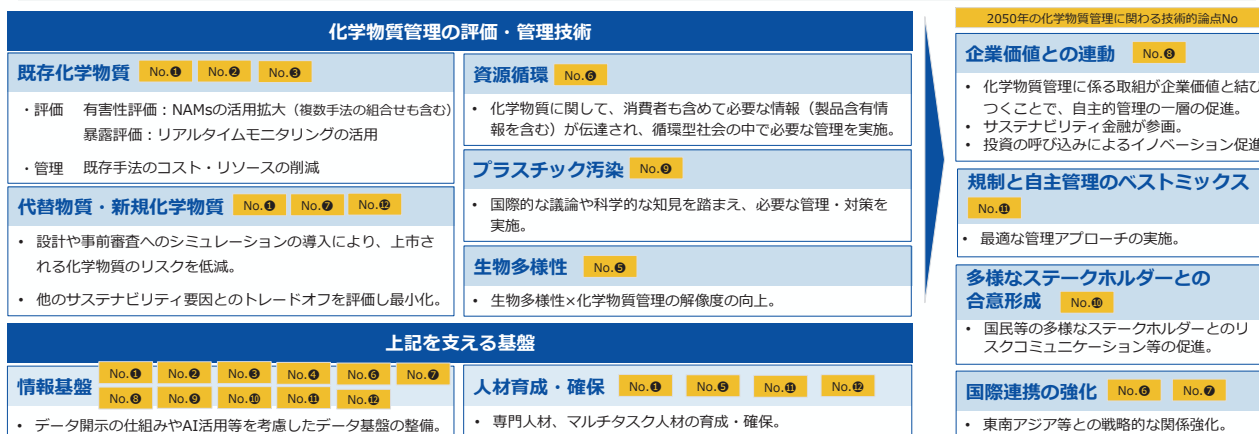 化学物質管理の評価・管理技術
既存化学物質 No.❶ No.❷ No.❸
・評価 有害性評価：NAMsの活用拡大（複数手法の組合せも含む）
暴露評価：リアルタイムモニタリングの活用
・管理 既存手法のコスト・リソースの削減
代替物質・新規化学物質 No.❶ No.❼ No.⓬
• 設計や事前審査へのシミュレーションの導入により、上市さ
れる化学物質のリスクを低減。
• 他のサステナビリティ要因とのトレードオフを評価し最小化。
資源循環 No.❻
• 化学物質に関して、消費者も含めて必要な情報（製品含有情
報を含む）が伝達され、循環型社会の中で必要な管理を実施。
プラスチック汚染 No.❾
• 国際的な議論や科学的な知見を踏まえ、必要な管理・対策を
実施。
生物多様性 No.❺
• 生物多様性×化学物質管理の解像度の向上。
上記を支える基盤
情報基盤 No.❶ No.❷ No.❸ No.❹ No.❻ No.❼
No.❽ No.❾ No.❿ No.⓫ No.⓬
• データ開示の仕組みやAI活用等を考慮したデータ基盤の整備。
人材育成・確保 No.❶ No.❺ No.⓫ No.⓬
• 専門人材、マルチタスク人材の育成・確保。
2050年の化学物質管理に関わる技術的論点No
企業価値との連動 No.❽
• 化学物質管理に係る取組が企業価値と結び
つくことで、自主的管理の一層の促進。
• サステナビリティ金融が参画。
• 投資の呼び込みによるイノベーション促進
規制と自主管理のベストミックス
No.⓫
• 最適な管理アプローチの実施。
多様なステークホルダーとの
合意形成 No.❿
• 国民等の多様なステークホルダーとのリ
スクコミュニケーション等の促進。
国際連携の強化 No.❻ No.❼
• 東南アジア等との戦略的な関係強化。